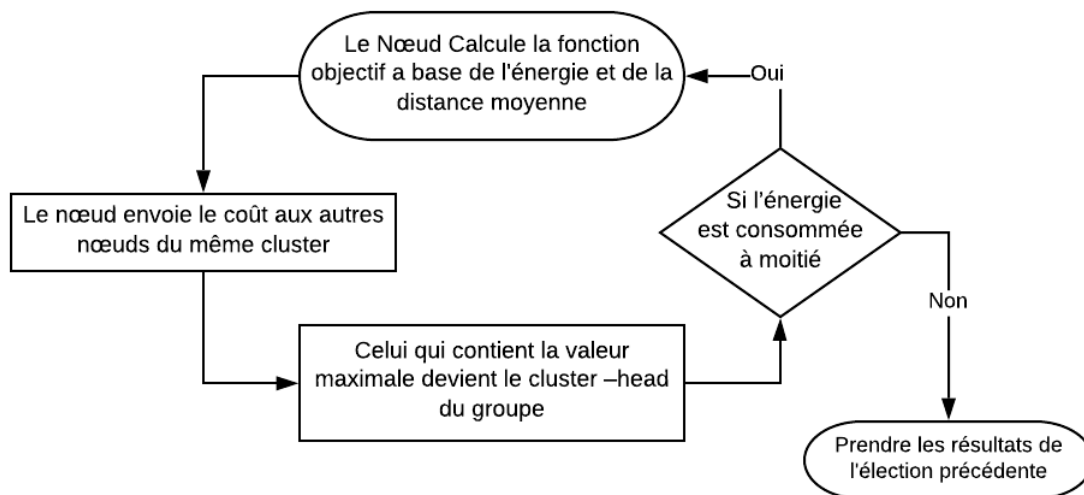 Le Nœud Calcule la fonction
objectif a base de l'énergie et de la
distance moyenne
Oui
Le nœud envoie le coût aux autres
nœuds du même cluster
Si l'énergie
est consommée
à moitié
Non
Celui qui contient la valeur
maximale devient le cluster –head
du groupe
Prendre les résultats de
l'élection précédente